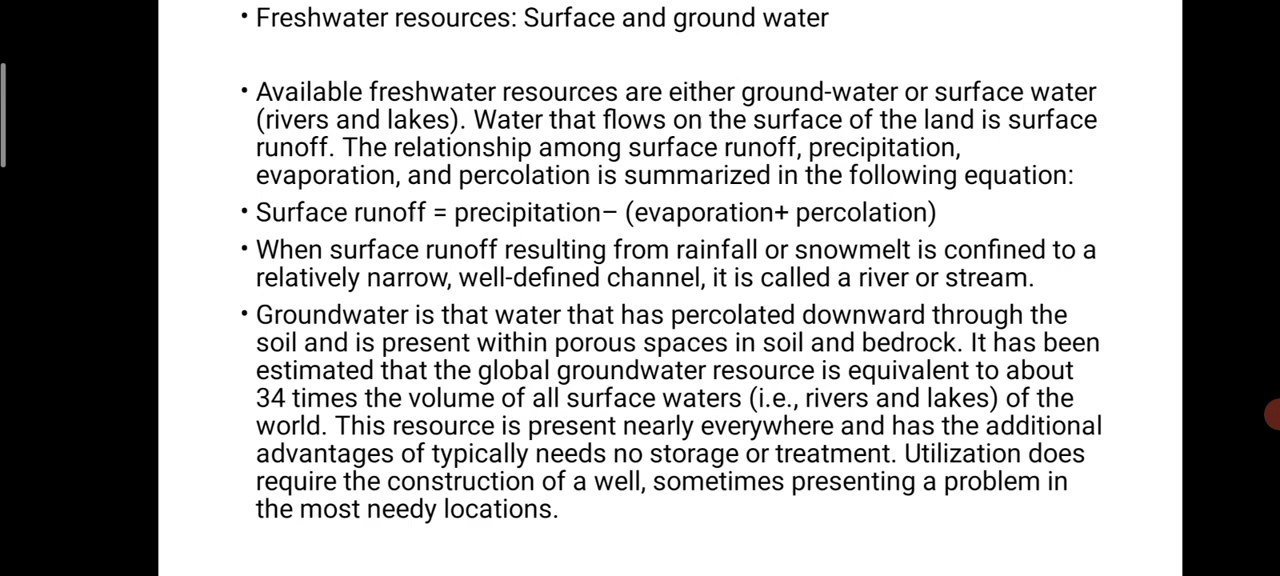 • Freshwater resources: Surface and ground water
• Available freshwater resources are either ground-water or surface water
(rivers and lakes). Water that flows on the surface of the land is surface
runoff. The relationship among surface runoff, precipitation,
evaporation, and percolation is summarized in the following equation:
• Surface runoff = precipitation– (evaporation+ percolation)
• When surface runoff resulting from rainfall or snowmelt is confined to a
relatively narrow, well-defined channel, it is called a river or stream.
• Groundwater is that water that has percolated downward through the
soil and is present within porous spaces in soil and bedrock. It has been
estimated that the global groundwater resource is equivalent to about
34 times the volume of all surface waters (i.e., rivers and lakes) of the
world. This resource is present nearly everywhere and has the additional
advantages of typically needs no storage or treatment. Utilization does
require the construction of a well, sometimes presenting a problem in
the most needy locations.